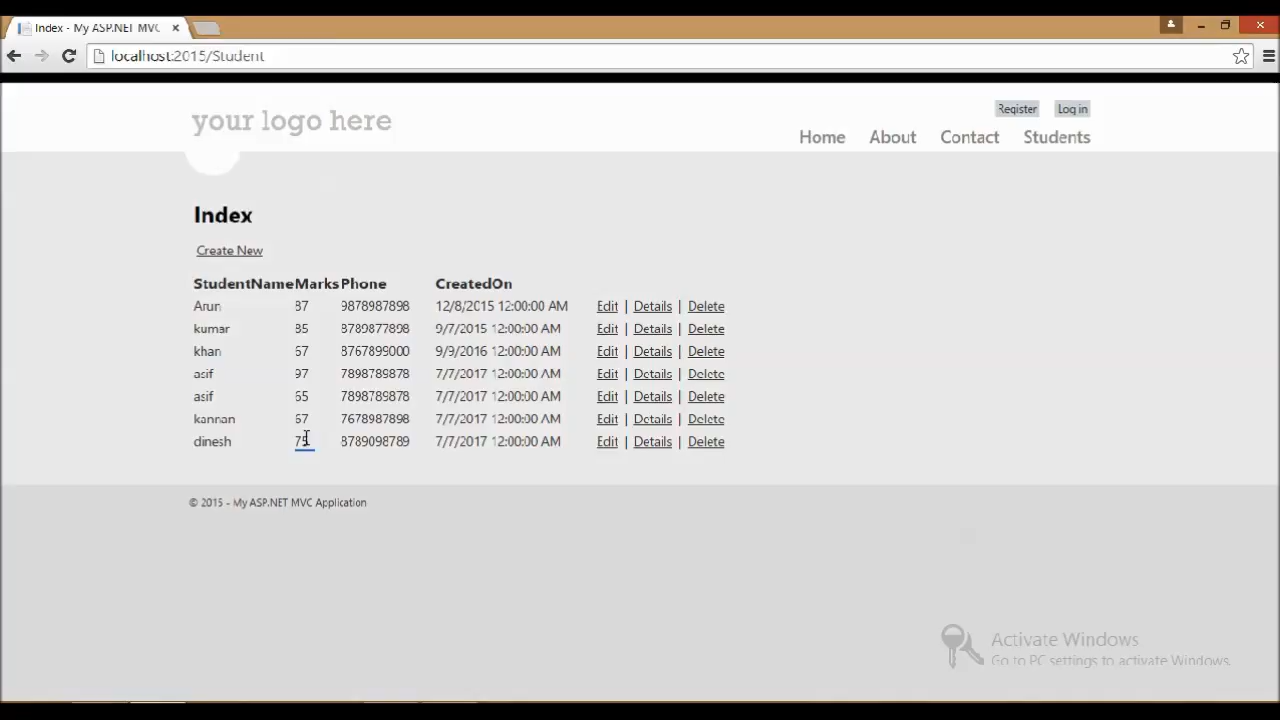 Index - My ASP.NET MVC
localhost:2015/Student
Register Log in
your logo here
Home About Contact Students
Index
Create New
StudentName Marks Phone CreatedOn
Arun 87 9878987898 12/8/2015 12:00:00 AM Edit | Details | Delete
kumar 85 8789877898 9/7/2015 12:00:00 AM Edit | Details | Delete
khan 67 8767899000 9/9/2016 12:00:00 AM Edit | Details | Delete
asif 97 7898789878 7/7/2017 12:00:00 AM Edit | Details | Delete
asif 65 7898789878 7/7/2017 12:00:00 AM Edit | Details | Delete
kannan 67 7678987898 7/7/2017 12:00:00 AM Edit | Details | Delete
dinesh 8789098789 7/7/2017 12:00:00 AM Edit | Details | Delete
© 2015 - My ASP.NET MVC Application
Activate Windows
Go to PC settings to activate Windows.